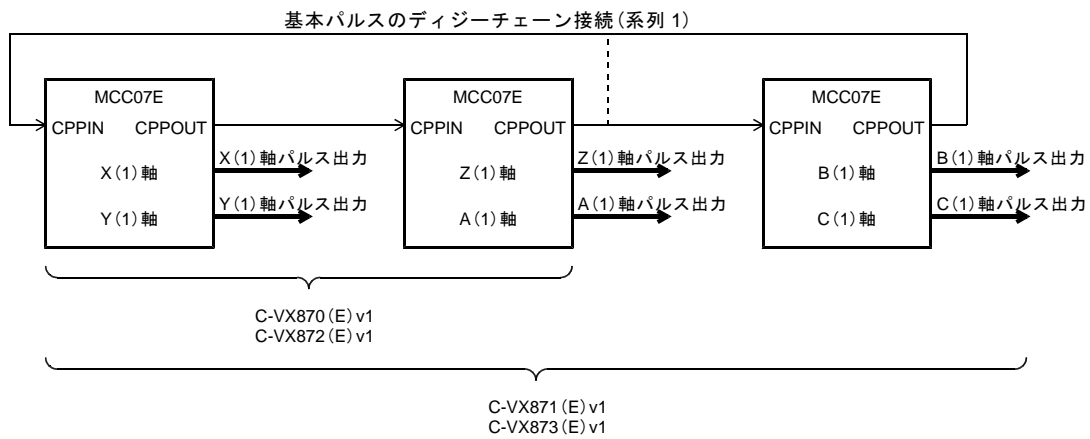 基本パルスのディジーチェーン接続(系列 1)
MCC07E
CPPIN CPPOUT
X(1)軸
Y(1)軸
X(1)軸パルス出力
Y(1)軸パルス出力
MCC07E
CPPIN CPPOUT
Z(1)軸
A(1)軸
Z(1)軸パルス出力
A(1)軸パルス出力
MCC07E
CPPIN CPPOUT
B(1)軸
C(1)軸
B(1)軸パルス出力
C(1)軸パルス出力
C-VX870(E)v1
C-VX872(E)v1
C-VX871(E)v1
C-VX873(E)v1